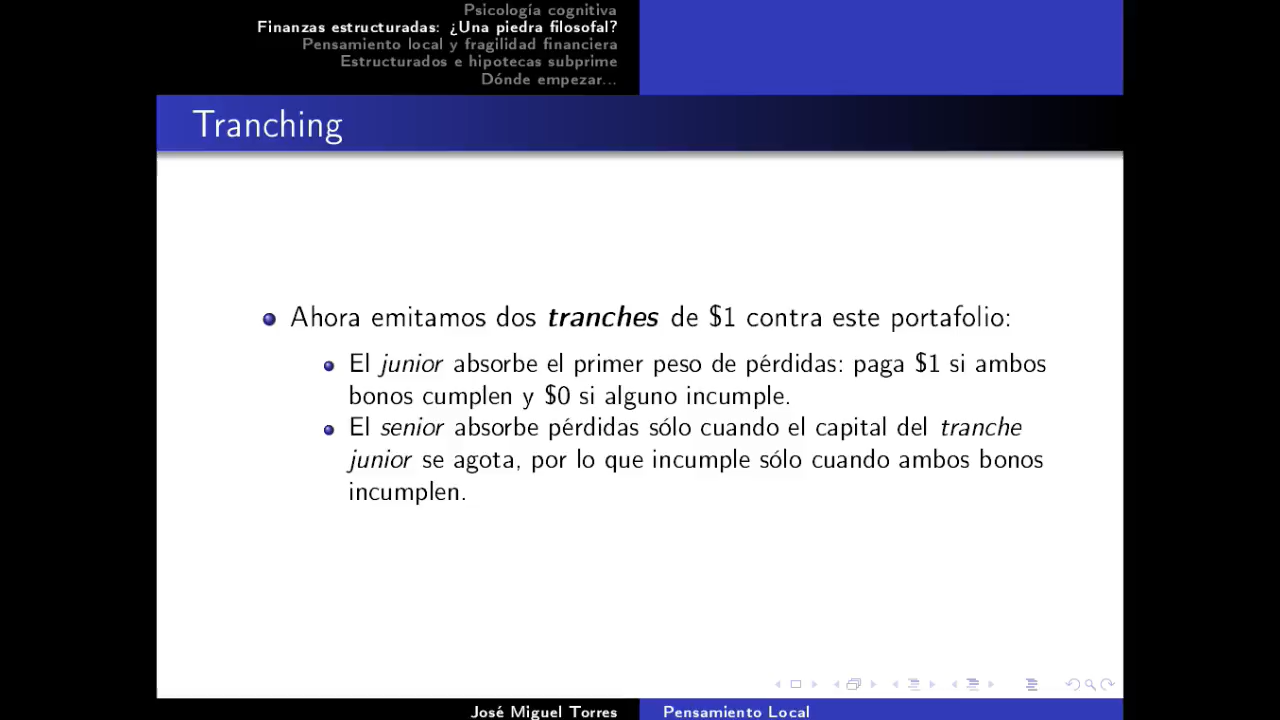 Psicología cognitiva
Finanzas estructuradas: ¿Una piedra filosofal?
Pensamiento local y fragilidad financiera
Estructurados e hipotecas subprime
Dónde empezar...
Tranching
Ahora emitamos dos tranches de $1 contra este portafolio:
El junior absorbe el primer peso de pérdidas: paga $1 si ambos
bonos cumplen y $0 si alguno incumple.
El senior absorbe pérdidas sólo cuando el capital del tranche
junior se agota, por lo que incumple sólo cuando ambos bonos
incumplen.
José Miguel Torres
Pensamiento Local